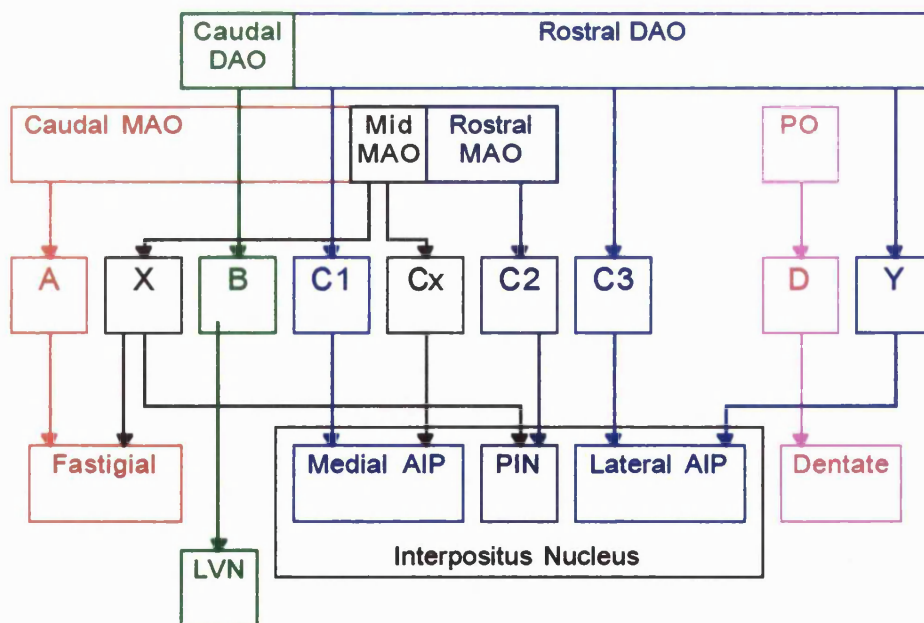 Caudal
DAO
Rostral DAO
Caudal MAO
Mid
MAO
Rostral
MAO
PO
A
X
B
C1
Cx
C2
C3
D
Y
Fastigial
Medial AIP
PIN
Lateral AIP
Dentate
Interpositus Nucleus
LVN